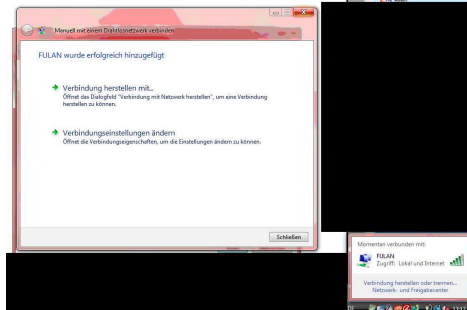 Manuell mit einem Drahtlosnetzwerk verbinden
FULAN wurde erfolgreich hinzugefügt
Verbindung herstellen mit...
Öffnet das Dialogfeld "Verbindung mit Netzwerk herstellen", um eine Verbindung
herstellen zu können.
Verbindungseinstellungen ändern
Öffnet die Verbindungseigenschaften, um die Einstellungen ändern zu können.
Schließen
Momentan verbunden mit:
FULAN
Zugriff: Lokal und Internet
Verbindung herstellen oder trennen...
Netzwerk- und Freigabecenter
DE